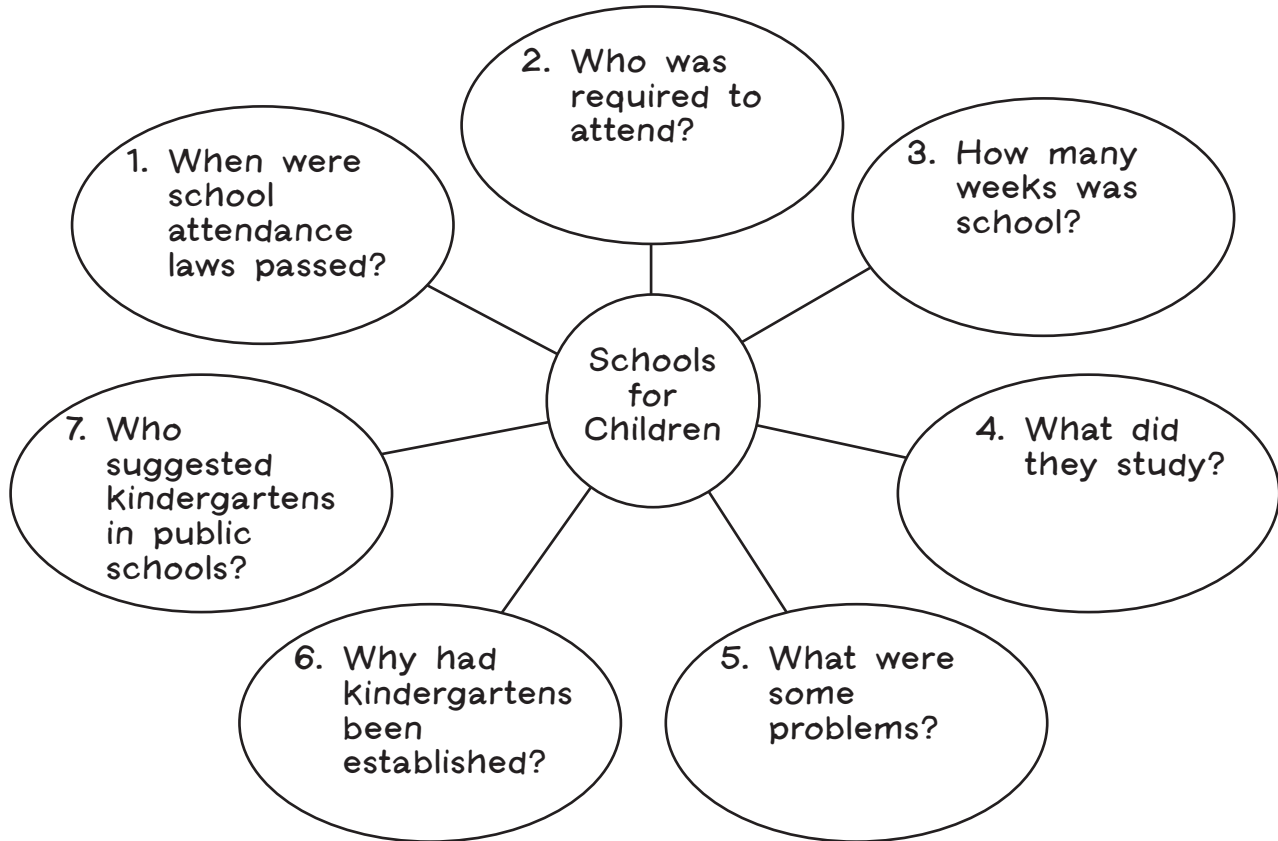 2. Who was
required to
attend?
1. When were
school
attendance
laws passed?
3. How many
weeks was
school?
Schools
for
Children
7. Who
suggested
kindergartens
in public
schools?
4. What did
they study?
6. Why had
kindergartens
been
established?
5. What were
some
problems?